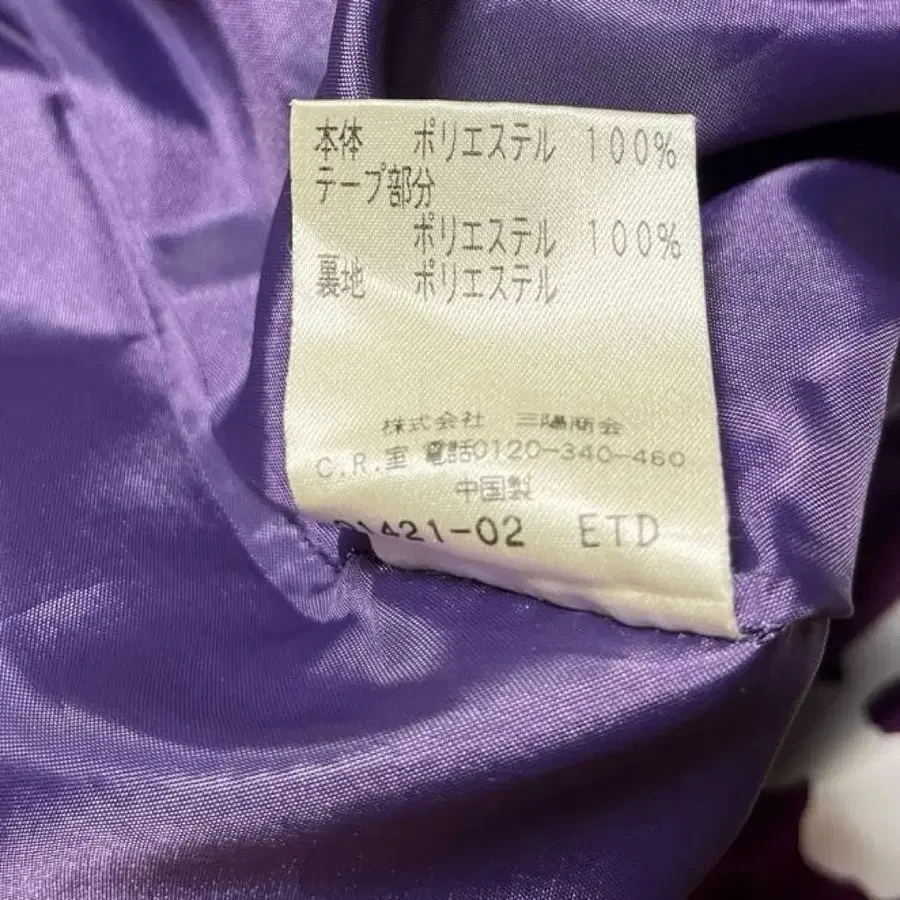 本体 ポリエステル 100%
テープ部分
ポリエステル 100%
裏地 ポリエステル
株式会社 三陽商会
C.R.室 電話0120-340-460
中国製
1421-02 ETD